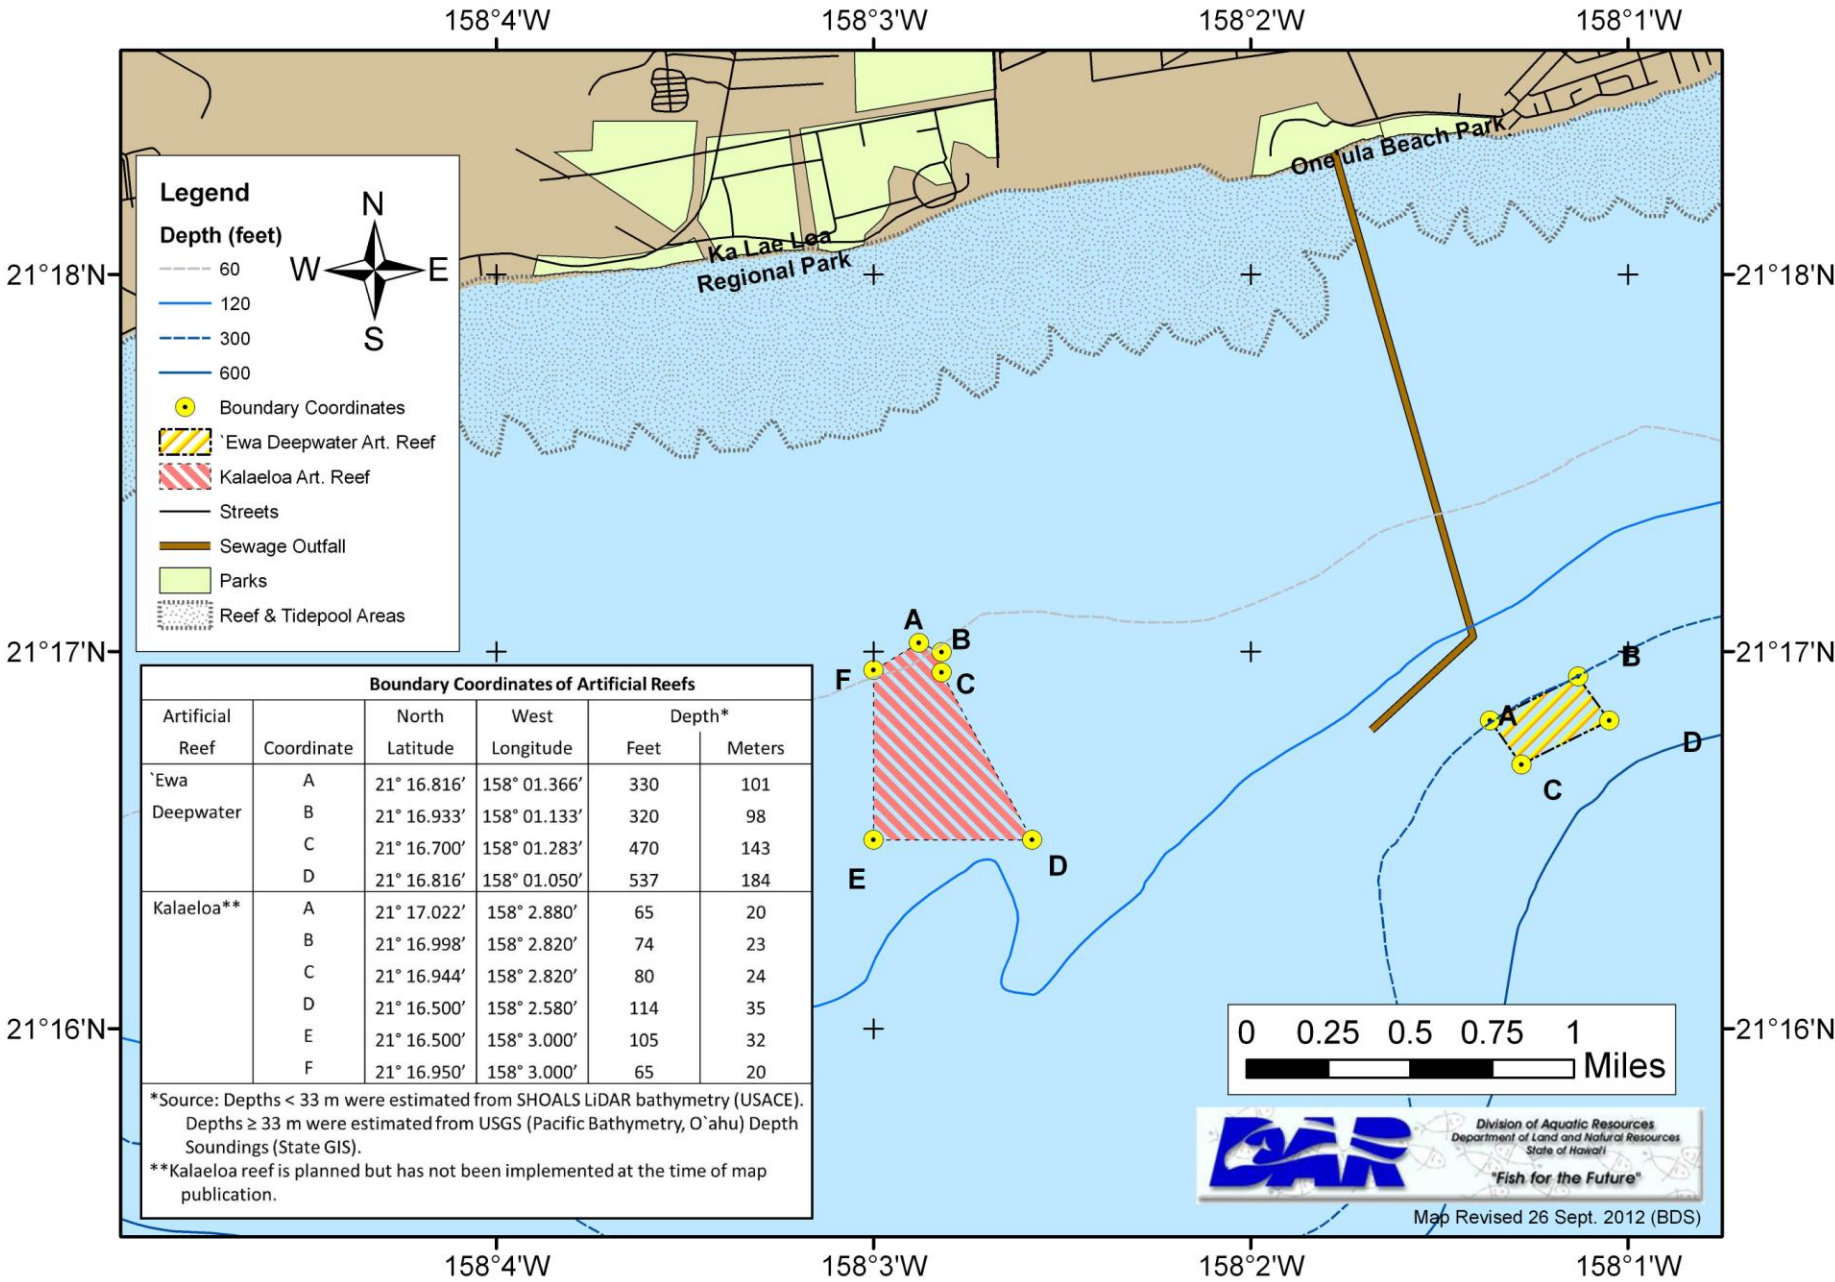 158°4'W
158°3'W
158°2'W
158°1'W
Legend
Depth (feet)
60
120
300
600
Boundary Coordinates
`Ewa Deepwater Art. Reef
Kalaeloa Art. Reef
Streets
Sewage Outfall
Parks
Reef & Tidepool Areas
N
W
E
S
Ka Lae Loa
Regional Park
Onelula Beach Park
21°18'N
21°18'N
21°17'N
21°17'N
21°16'N
21°16'N
A
B
C
D
E
F
A
B
C
D
Boundary Coordinates of Artificial Reefs
Artificial North West Depth*
Reef Coordinate Latitude Longitude Feet Meters
`Ewa A 21° 16.816′ 158° 01.366′ 330 101
Deepwater B 21° 16.933′ 158° 01.133′ 320 98
C 21° 16.700′ 158° 01.283′ 470 143
D 21° 16.816′ 158° 01.050′ 537 184
Kalaeloa** A 21° 17.022′ 158° 2.880′ 65 20
B 21° 16.998′ 158° 2.820′ 74 23
C 21° 16.944′ 158° 2.820′ 80 24
D 21° 16.500′ 158° 2.580′ 114 35
E 21° 16.500′ 158° 3.000′ 105 32
F 21° 16.950′ 158° 3.000′ 65 20
*Source: Depths < 33 m were estimated from SHOALS LiDAR bathymetry (USACE).
Depths ≥ 33 m were estimated from USGS (Pacific Bathymetry, O`ahu) Depth
Soundings (State GIS).
**Kalaeloa reef is planned but has not been implemented at the time of map
publication.
0 0.25 0.5 0.75 1
Miles
DAR
Division of Aquatic Resources
Department of Land and Natural Resources
State of Hawai'i
"Fish for the Future"
Map Revised 26 Sept. 2012 (BDS)
158°4'W
158°3'W
158°2'W
158°1'W